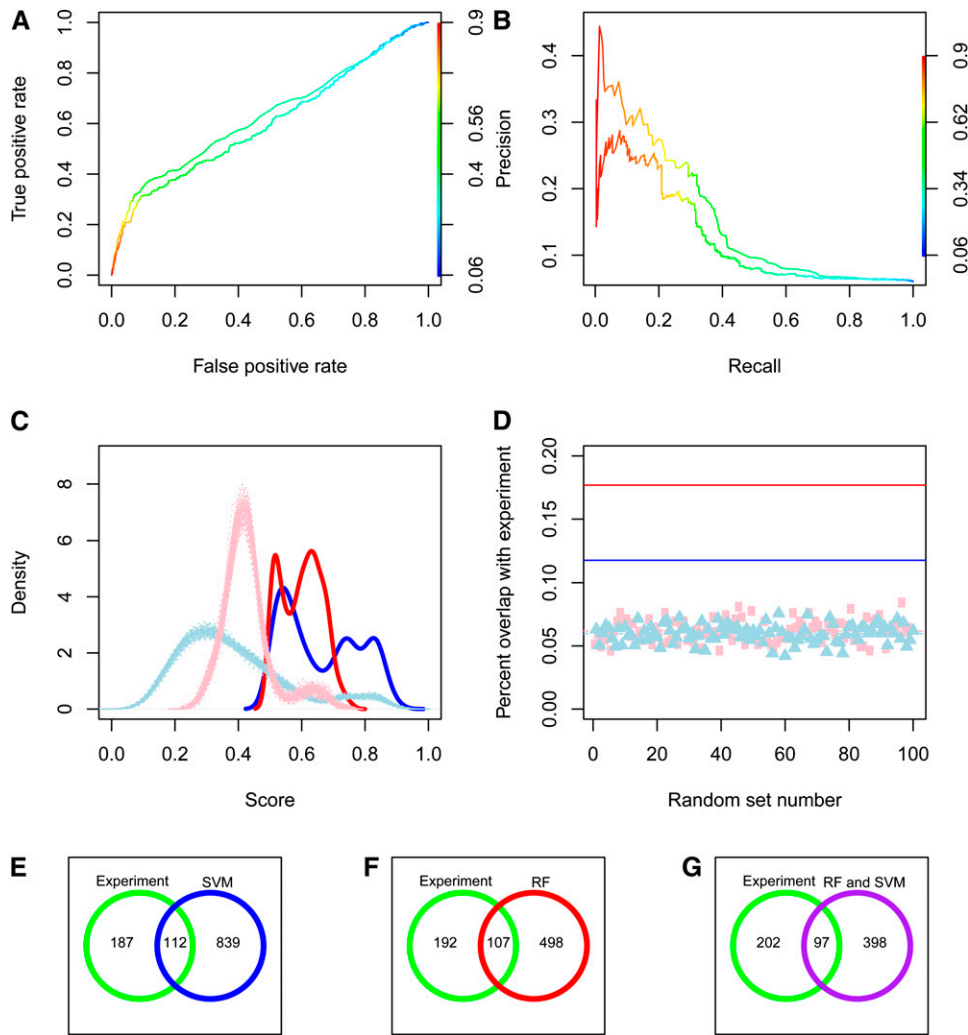 A
True positive rate
0.0 0.2 0.4 0.6 0.8 1.0
0.06 0.4 0.56 0.9
0.0 0.2 0.4 0.6 0.8 1.0
False positive rate
B
Precision
0.1 0.2 0.3 0.4
0.06 0.34 0.62 0.9
0.0 0.2 0.4 0.6 0.8 1.0
Recall
C
Density
0 2 4 6 8
0.0 0.2 0.4 0.6 0.8 1.0
Score
D
Percent overlap with experiment
0.00 0.05 0.10 0.15 0.20
0 20 40 60 80 100
Random set number
E
Experiment SVM
187 112 839
F
Experiment RF
192 107 498
G
Experiment RF and SVM
202 97 398